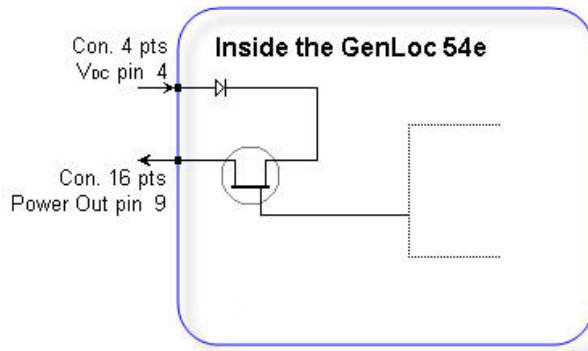 Con. 4 pts
VDC pin 4
Inside the GenLoc 54e
Con. 16 pts
Power Out pin 9